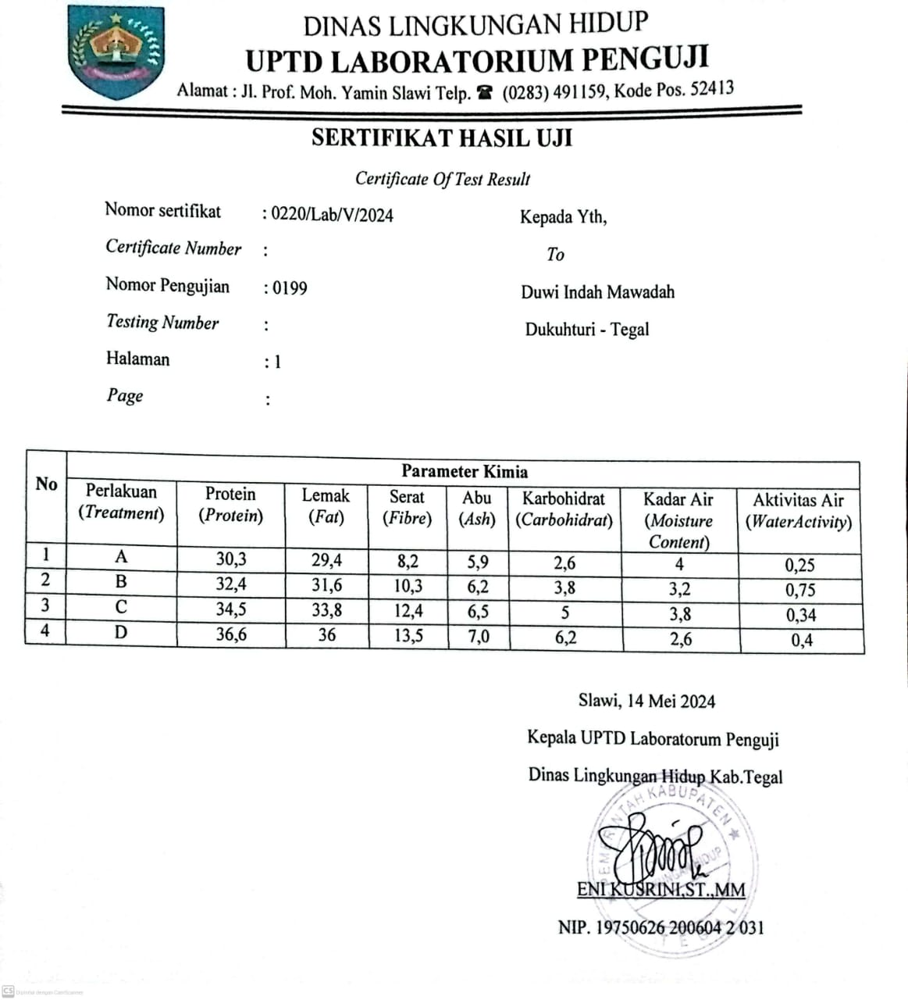 DINAS LINGKUNGAN HIDUP
UPTD LABORATORIUM PENGUJI
Alamat : Jl. Prof. Moh. Yamin Slawi Telp. ☎ (0283) 491159, Kode Pos. 52413
SERTIFIKAT HASIL UJI
Certificate Of Test Result
Nomor sertifikat : 0220/Lab/V/2024 Kepada Yth,
Certificate Number : To
Nomor Pengujian : 0199 Duwi Indah Mawadah
Testing Number : Dukuhturi - Tegal
Halaman : 1
Page :
No Parameter Kimia
Perlakuan (Treatment) Protein (Protein) Lemak (Fat) Serat (Fibre) Abu (Ash) Karbohidrat (Carbohidrat) Kadar Air (Moisture Content) Aktivitas Air (WaterActivity)
1 A 30,3 29,4 8,2 5,9 2,6 4 0,25
2 B 32,4 31,6 10,3 6,2 3,8 3,2 0,75
3 C 34,5 33,8 12,4 6,5 5 3,8 0,34
4 D 36,6 36 13,5 7,0 6,2 2,6 0,4
Slawi, 14 Mei 2024
Kepala UPTD Laboratorum Penguji
Dinas Lingkungan Hidup Kab.Tegal
PEMERINTAH KABUPATEN
HIDUP
TEGAL
ENI KUSRINI,ST.,MM
NIP. 19750626 200604 2 031
CS Dipindai dengan CamScanner